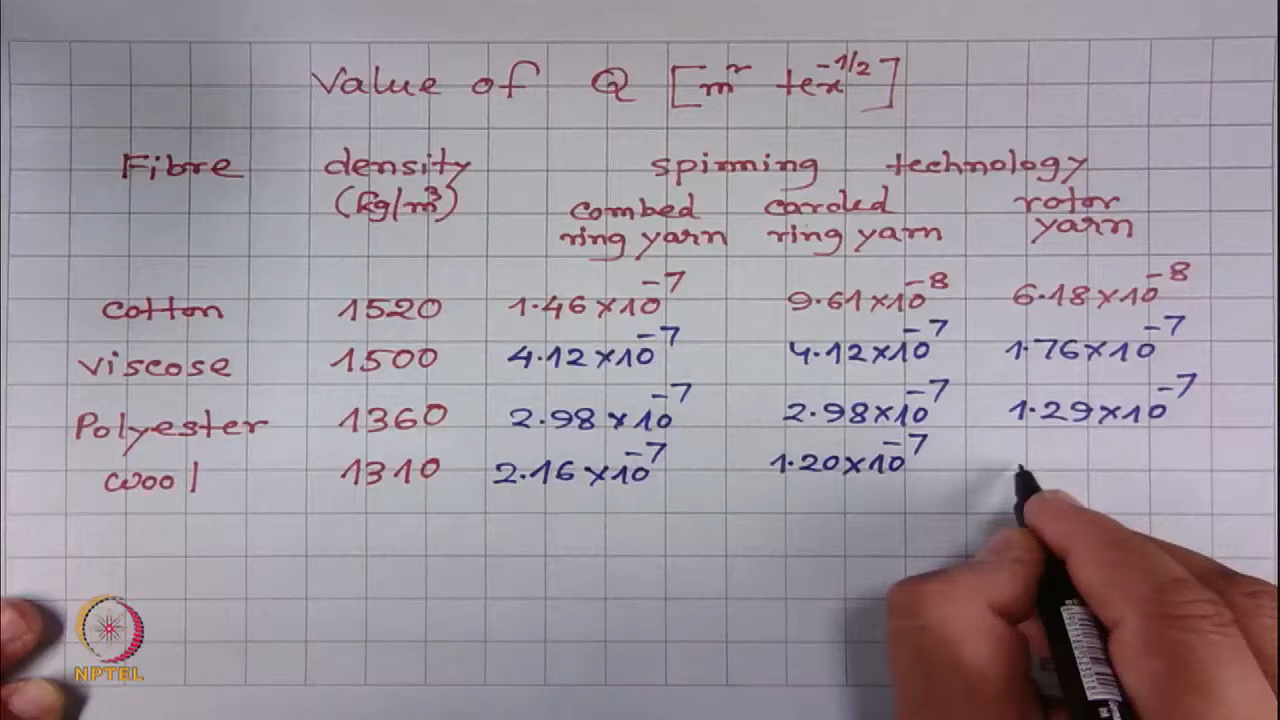 Value of Q [m² tex^-1/2]
Fibre density spinning technology
(kg/m³) combed carded rotor
ring yarn ring yarn yarn
cotton 1520 1.46×10^-7 9.61×10^-8 6.18×10^-8
viscose 1500 4.12×10^-7 4.12×10^-7 1.76×10^-7
Polyester 1360 2.98×10^-7 2.98×10^-7 1.29×10^-7
wool 1310 2.16×10^-7 1.20×10^-7
NPTEL